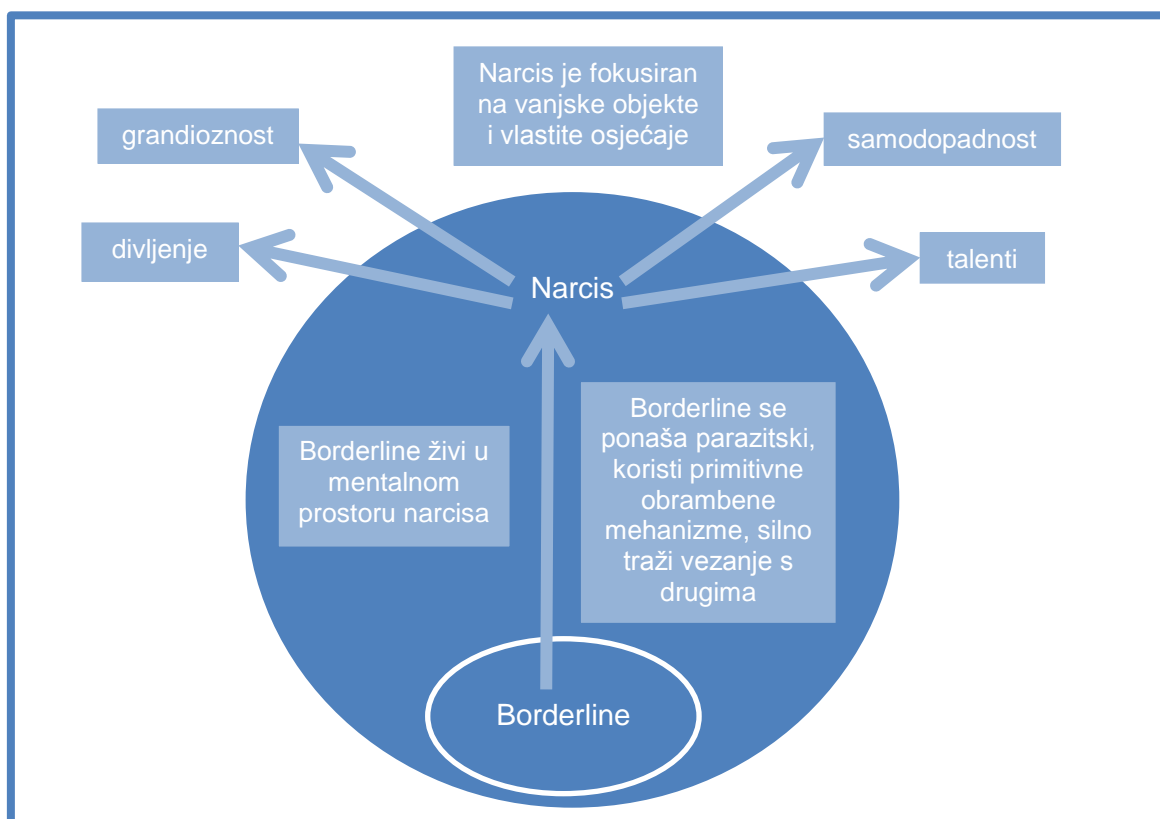 Narcis je fokusiran
na vanjske objekte
i vlastite osjećaje
grandioznost
samodopadnost
divljenje
talenti
Narcis
Borderline živi u
mentalnom
prostoru narcisa
Borderline se
ponaša parazitski,
koristi primitivne
obrambene
mehanizme, silno
traži vezanje s
drugima
Borderline